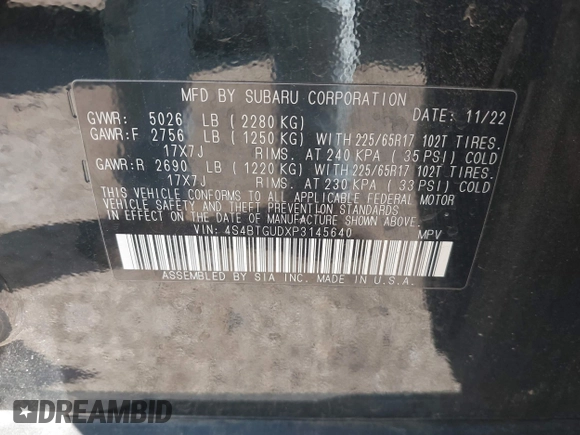 MFD BY SUBARU CORPORATION
GVWR: 5026 LB (2280 KG) DATE: 11/22
GAWR:F 2756 LB (1250 KG) WITH 225/65R17 102T TIRES.
17X7J RIMS. AT 240 KPA (35 PSI) COLD
GAWR:R 2690 LB (1220 KG) WITH 225/65R17 102T TIRES.
17X7J RIMS. AT 230 KPA (33 PSI) COLD
THIS VEHICLE CONFORMS TO ALL APPLICABLE FEDERAL MOTOR
VEHICLE SAFETY AND THEFT PREVENTION STANDARDS
IN EFFECT ON THE DATE OF MANUFACTURE SHOWN ABOVE.
VIN: 4S4BTGUDXP3145640 MPV
ASSEMBLED BY SIA INC. MADE IN U.S.A.
DREAMBID